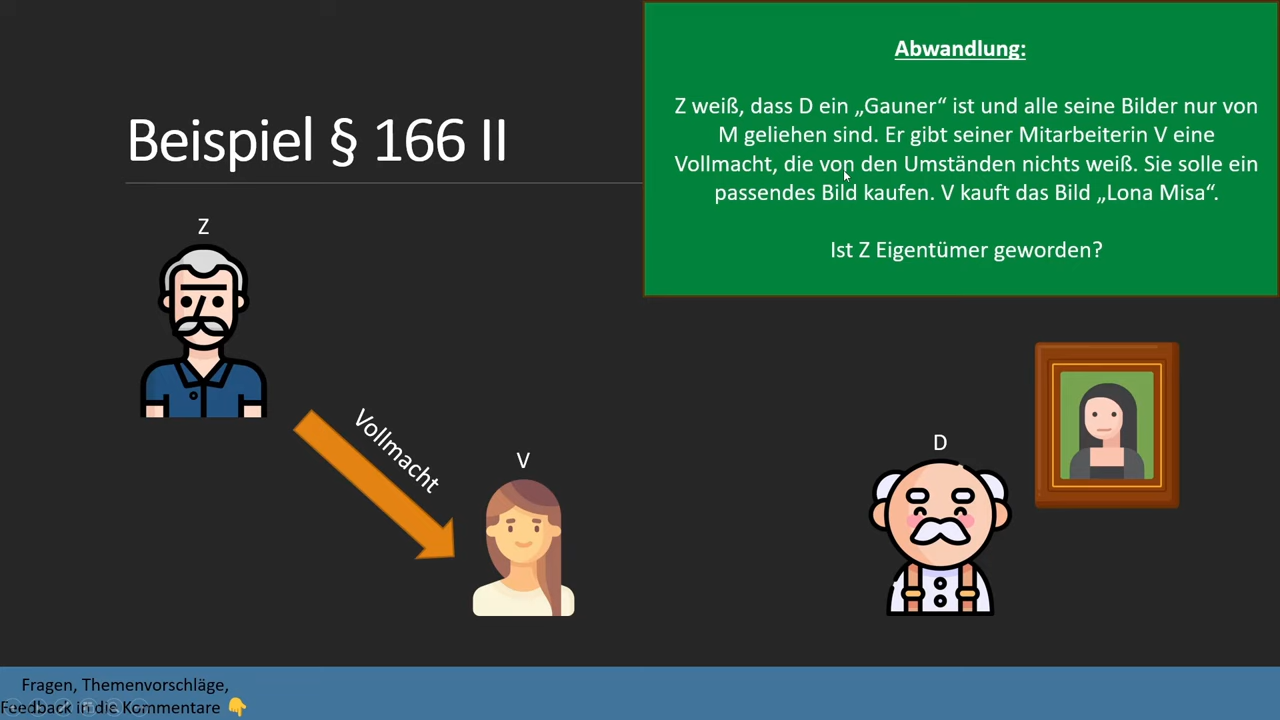 Abwandlung:
Z weiß, dass D ein „Gauner“ ist und alle seine Bilder nur von
M geliehen sind. Er gibt seiner Mitarbeiterin V eine
Vollmacht, die von den Umständen nichts weiß. Sie solle ein
passendes Bild kaufen. V kauft das Bild „Lona Misa“.
Ist Z Eigentümer geworden?
Beispiel § 166 II
Z
Vollmacht
V
D
Fragen, Themenvorschläge,
Feedback in die Kommentare 👇